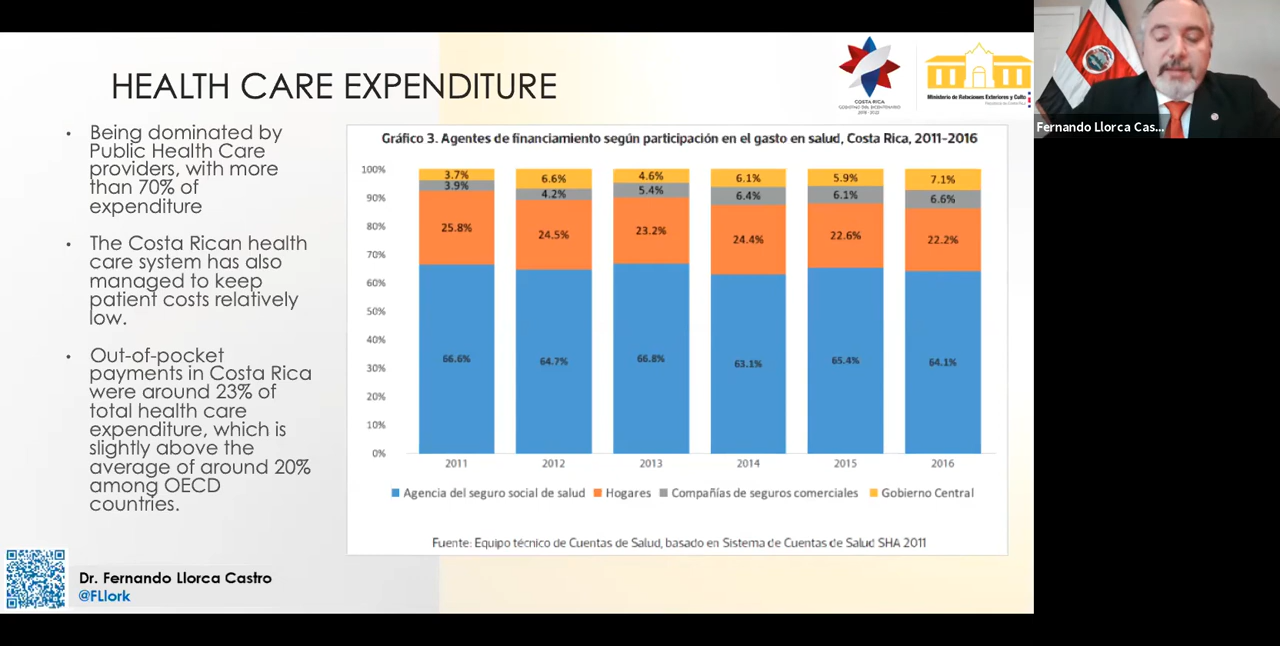 HEALTH CARE EXPENDITURE
COSTA RICA
GOBIERNO DEL BICENTENARIO
2018 - 2022
Ministerio de Relaciones Exteriores y Culto
República de Costa Rica
Fernando Llorca Cas...
• Being dominated by
Public Health Care
providers, with more
than 70% of
expenditure
• The Costa Rican health
care system has also
managed to keep
patient costs relatively
low.
• Out-of-pocket
payments in Costa Rica
were around 23% of
total health care
expenditure, which is
slightly above the
average of around 20%
among OECD
countries.
Gráfico 3. Agentes de financiamiento según participación en el gasto en salud, Costa Rica, 2011-2016
100%
90%
80%
70%
60%
50%
40%
30%
20%
10%
0%
3.7% 6.6% 4.6% 6.1% 5.9% 7.1%
3.9% 4.2% 5.4% 6.4% 6.1% 6.6%
25.8% 24.5% 23.2% 24.4% 22.6% 22.2%
66.6% 64.7% 66.8% 63.1% 65.4% 64.1%
2011 2012 2013 2014 2015 2016
Agencia del seguro social de salud Hogares Compañías de seguros comerciales Gobierno Central
Fuente: Equipo técnico de Cuentas de Salud, basado en Sistema de Cuentas de Salud SHA 2011
Dr. Fernando Llorca Castro
@FLlork